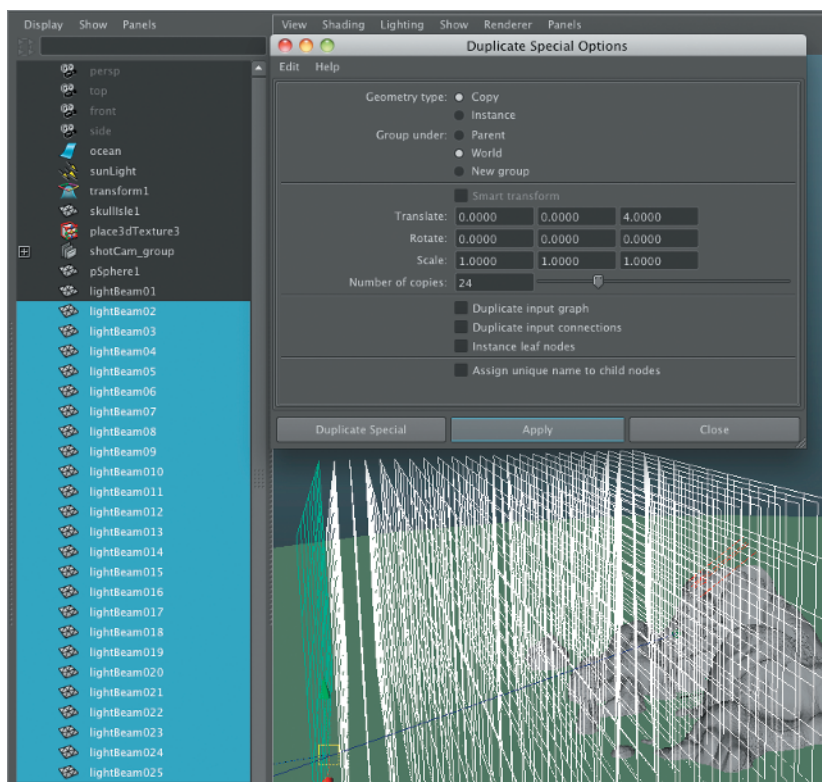 Display Show Panels
persp
top
front
side
ocean
sunLight
transform1
skullIsle1
place3dTexture3
shotCam_group
pSphere1
lightBeam01
lightBeam02
lightBeam03
lightBeam04
lightBeam05
lightBeam06
lightBeam07
lightBeam08
lightBeam09
lightBeam010
lightBeam011
lightBeam012
lightBeam013
lightBeam014
lightBeam015
lightBeam016
lightBeam017
lightBeam018
lightBeam019
lightBeam020
lightBeam021
lightBeam022
lightBeam023
lightBeam024
lightBeam025
View Shading Lighting Show Renderer Panels
Duplicate Special Options
Edit Help
Geometry type: Copy
Instance
Group under: Parent
World
New group
Smart transform
Translate: 0.0000 0.0000 4.0000
Rotate: 0.0000 0.0000 0.0000
Scale: 1.0000 1.0000 1.0000
Number of copies: 24
Duplicate input graph
Duplicate input connections
Instance leaf nodes
Assign unique name to child nodes
Duplicate Special Apply Close